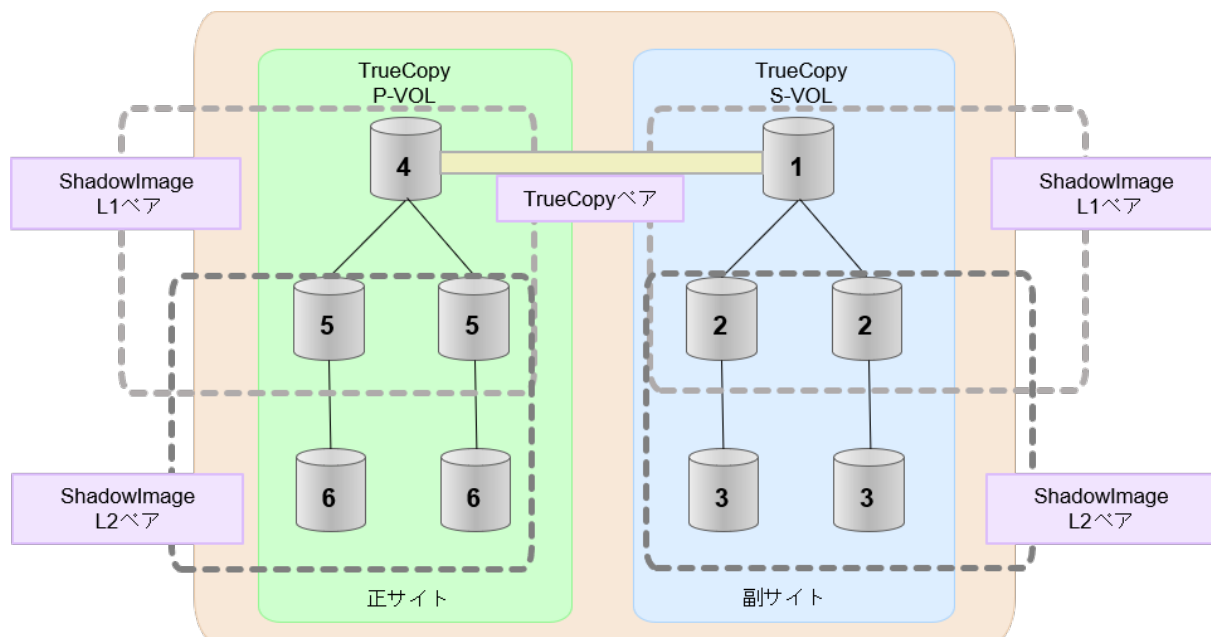 TrueCopy
P-VOL
TrueCopy
S-VOL
4
1
ShadowImage
L1ペア
TrueCopyペア
ShadowImage
L1ペア
5
5
2
2
6
6
3
3
ShadowImage
L2ペア
ShadowImage
L2ペア
正サイト
副サイト